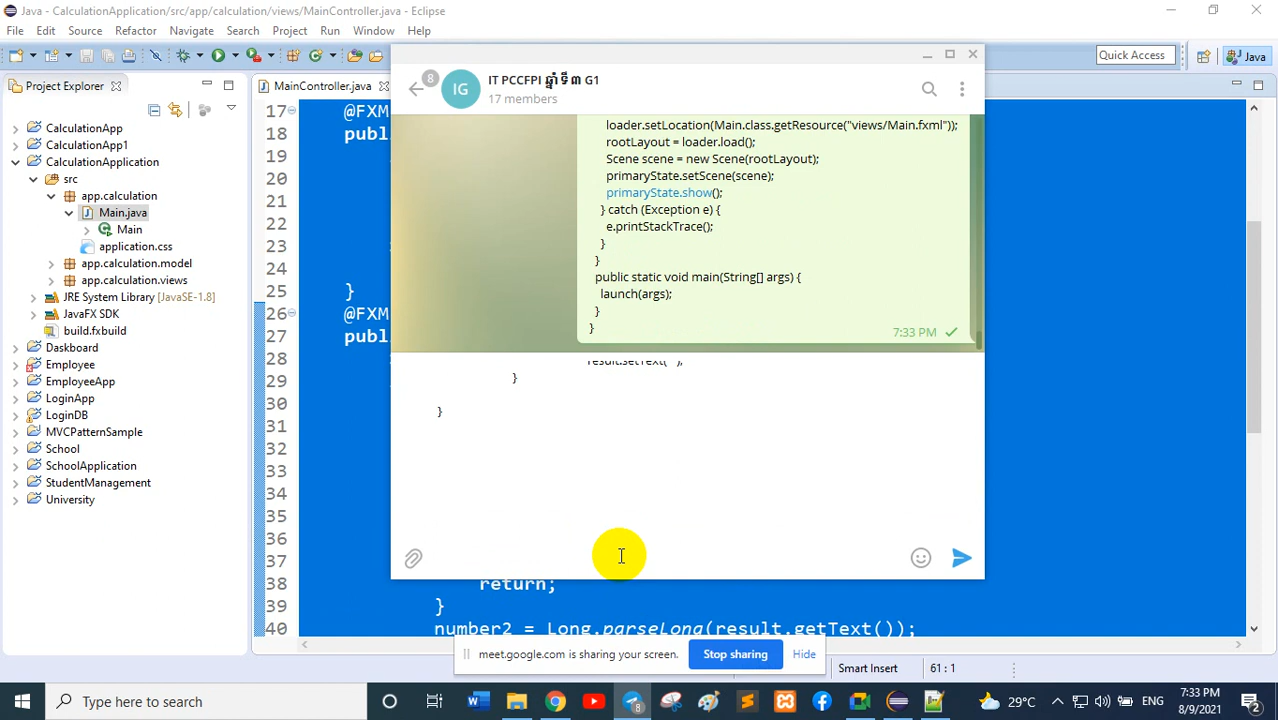 Java - CalculationApplication/src/app/calculation/views/MainController.java - Eclipse
File Edit Source Refactor Navigate Search Project Run Window Help
Quick Access
Java
Project Explorer
CalculationApp
CalculationApp1
CalculationApplication
src
app.calculation
Main.java
Main
application.css
app.calculation.model
app.calculation.views
JRE System Library [JavaSE-1.8]
JavaFX SDK
build.fxbuild
Daskboard
Employee
EmployeeApp
LoginApp
LoginDB
MVCPatternSample
School
SchoolApplication
StudentManagement
University
MainController.java
17 @FXM
18 publ
19
20
21
22
23
24
25 }
26 @FXM
27 publ
28
29
30
31
32
33
34
35
36
37
38 return;
39 }
40 number2 = Long.parseLong(result.getText());
8
IG
IT PCCFPI ឆ្នាំទី៣ G1
17 members
loader.setLocation(Main.class.getResource("views/Main.fxml"));
rootLayout = loader.load();
Scene scene = new Scene(rootLayout);
primaryState.setScene(scene);
primaryState.show();
} catch (Exception e) {
e.printStackTrace();
}
}
public static void main(String[] args) {
launch(args);
}
}
7:33 PM
result.setText(" ");
}
}
meet.google.com is sharing your screen.
Stop sharing
Hide
Smart Insert
61 : 1
Type here to search
8
29°C
ENG
7:33 PM
8/9/2021
2